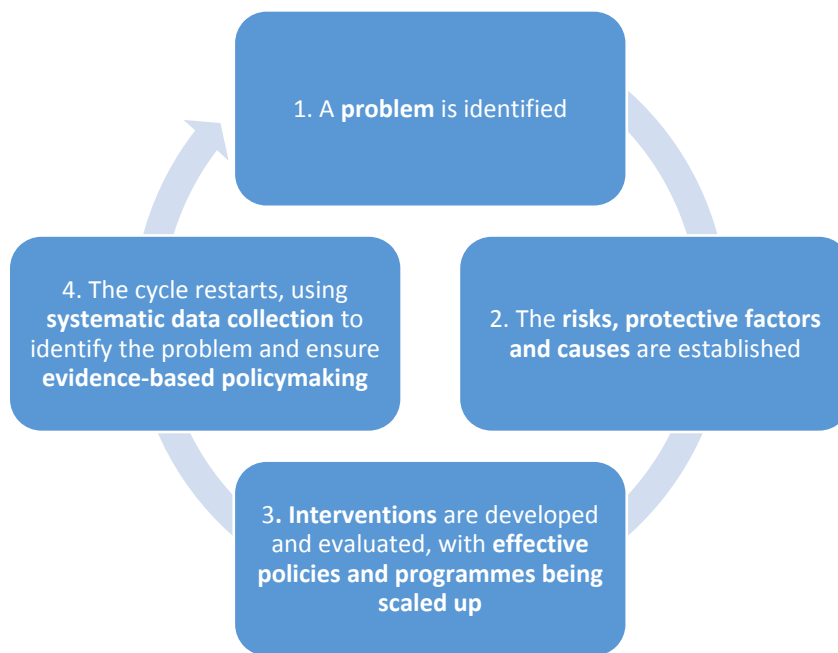 1. A problem is identified
2. The risks, protective factors
and causes are established
3. Interventions are developed
and evaluated, with effective
policies and programmes being
scaled up
4. The cycle restarts, using
systematic data collection to
identify the problem and ensure
evidence-based policymaking